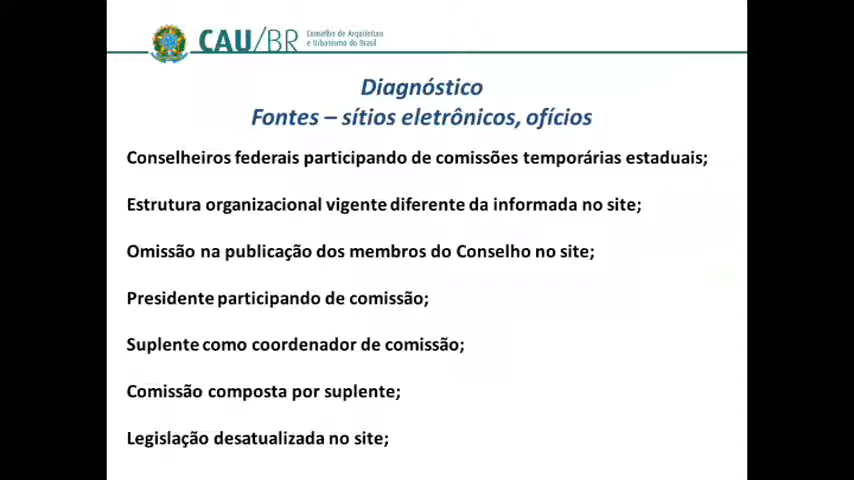 CAU/BR
Conselho de Arquitetura
e Urbanismo do Brasil
Diagnóstico
Fontes – sítios eletrônicos, ofícios
Conselheiros federais participando de comissões temporárias estaduais;
Estrutura organizacional vigente diferente da informada no site;
Omissão na publicação dos membros do Conselho no site;
Presidente participando de comissão;
Suplente como coordenador de comissão;
Comissão composta por suplente;
Legislação desatualizada no site;